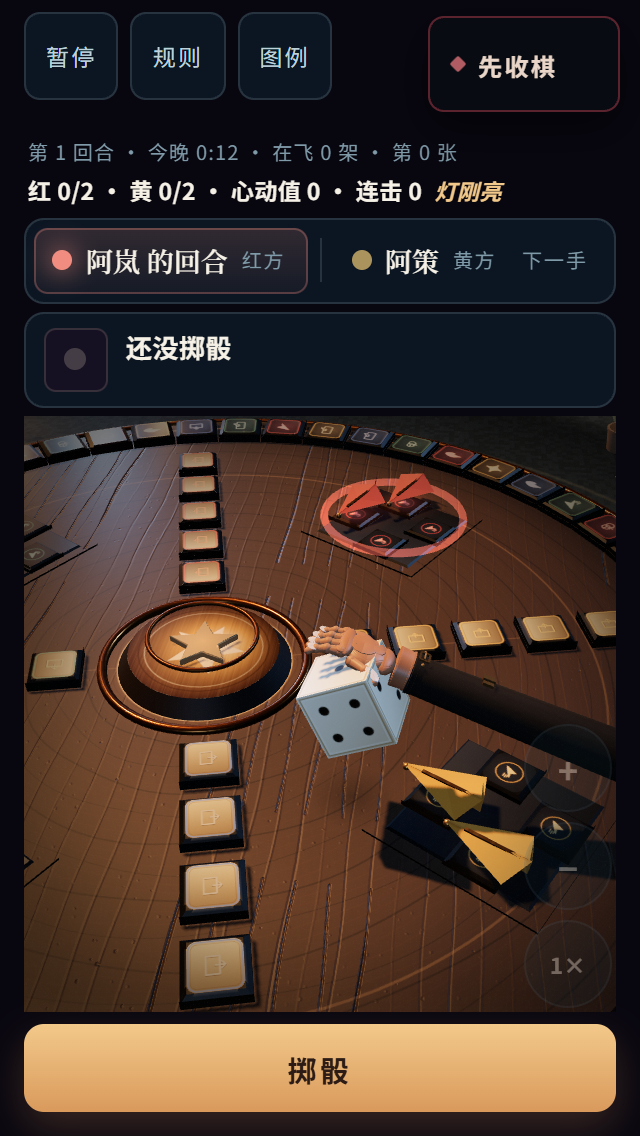 暂停
规则
图例
先收棋
第 1 回合 · 今晚 0:12 · 在飞 0 架 · 第 0 张
红 0/2 · 黄 0/2 · 心动值 0 · 连击 0 灯刚亮
阿岚 的回合 红方
阿策 黄方 下一手
还没掷骰
+
−
1×
掷骰